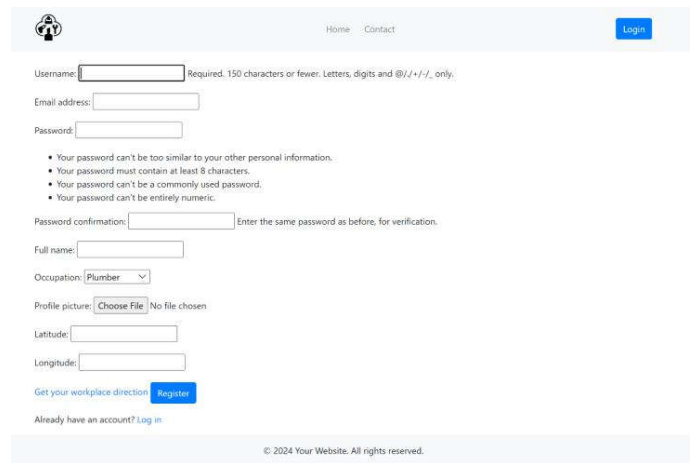 Home Contact Login
Username: Required. 150 characters or fewer. Letters, digits and @/./+/-/_ only.
Email address:
Password:
Your password can't be too similar to your other personal information.
Your password must contain at least 8 characters.
Your password can't be a commonly used password.
Your password can't be entirely numeric.
Password confirmation: Enter the same password as before, for verification.
Full name:
Occupation: Plumber
Profile picture: Choose File No file chosen
Latitude:
Longitude:
Get your workplace direction Register
Already have an account? Log in
© 2024 Your Website. All rights reserved.